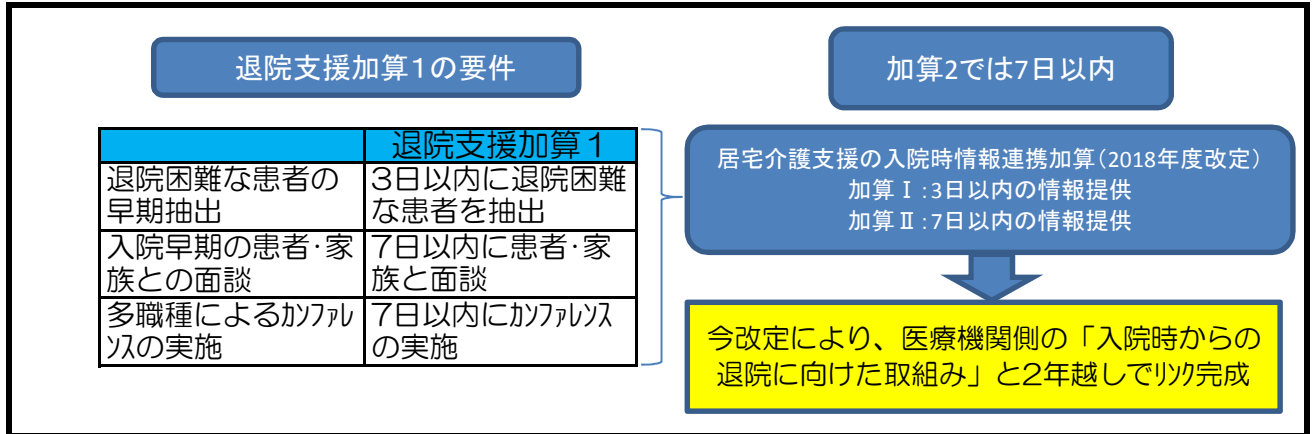 退院支援加算1の要件
加算2では7日以内
退院支援加算1
退院困難な患者の
早期抽出
3日以内に退院困難
な患者を抽出
入院早期の患者･家
族との面談
7日以内に患者･家
族と面談
多職種によるｶﾝﾌｧﾚ
ﾝｽの実施
7日以内にｶﾝﾌｧﾚﾝｽ
の実施
居宅介護支援の入院時情報連携加算（2018年度改定）
加算Ⅰ：3日以内の情報提供
加算Ⅱ：7日以内の情報提供
今改定により、医療機関側の「入院時からの
退院に向けた取組み」と2年越しでﾘﾝｸ完成